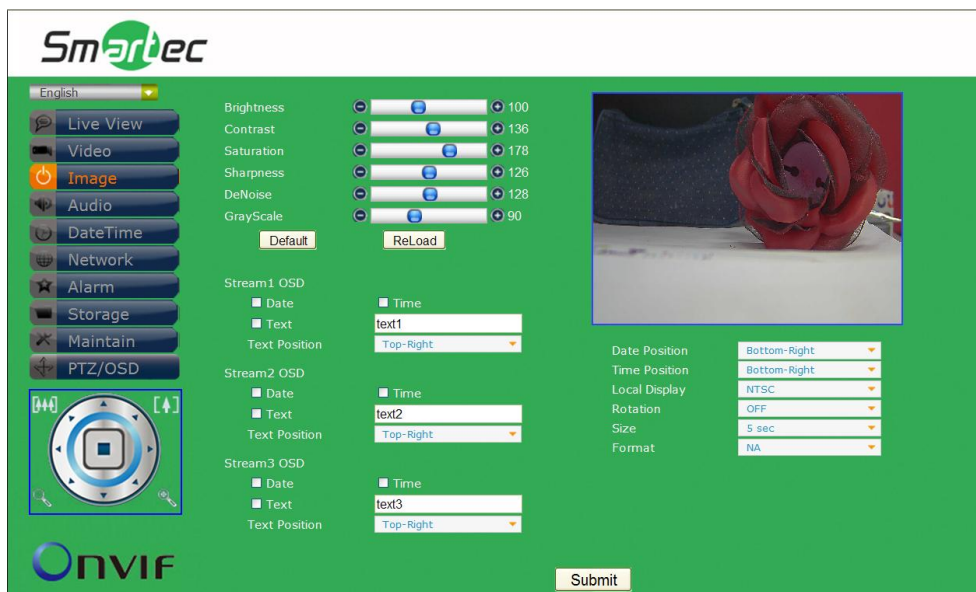 Smartec
English
Live View
Video
Image
Audio
DateTime
Network
Alarm
Storage
Maintain
PTZ/OSD
Onvif
Brightness 100
Contrast 136
Saturation 178
Sharpness 126
DeNoise 128
GrayScale 90
Default ReLoad
Stream1 OSD
Date Time
Text text1
Text Position Top-Right
Stream2 OSD
Date Time
Text text2
Text Position Top-Right
Stream3 OSD
Date Time
Text text3
Text Position Top-Right
Date Position Bottom-Right
Time Position Bottom-Right
Local Display NTSC
Rotation OFF
Size 5 sec
Format NA
Submit